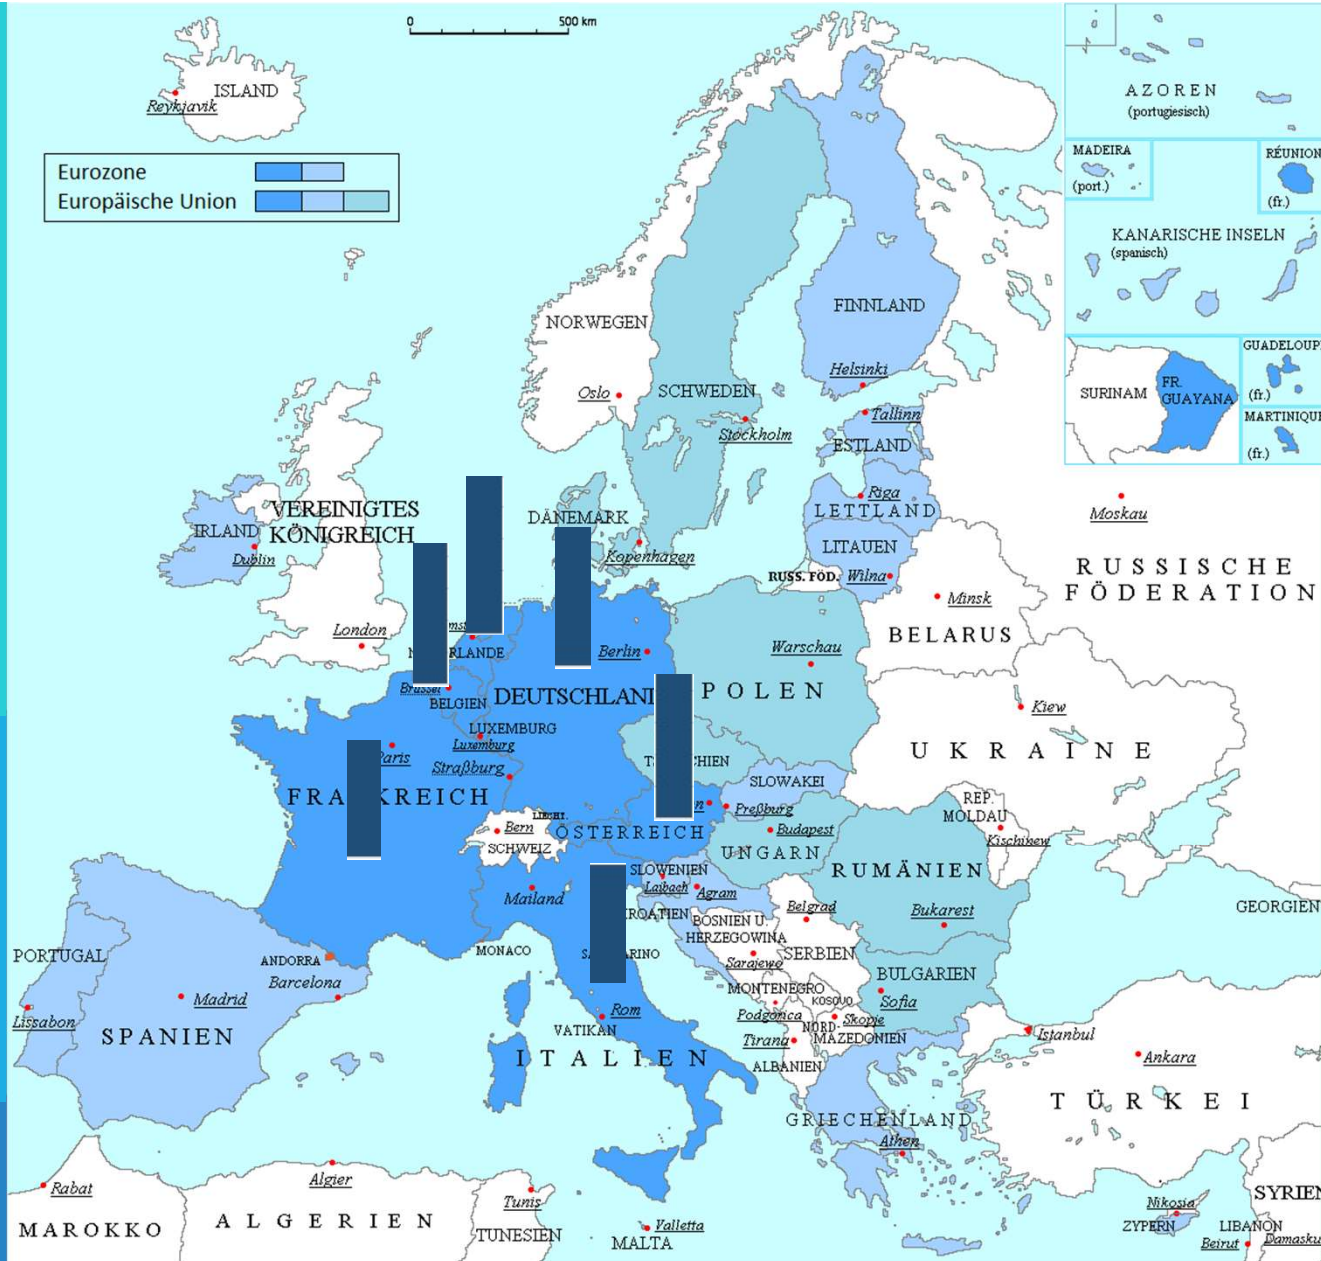 0 500 km
ISLAND
Reykjavik
Eurozone
Europäische Union
AZOREN
(portugiesisch)
MADEIRA
(port.)
RÉUNION
(fr.)
KANARISCHE INSELN
(spanisch)
GUADELOUP
(fr.)
SURINAM
FR.
GUAYANA
MARTINIQUE
(fr.)
NORWEGEN
Oslo
SCHWEDEN
Stockholm
FINNLAND
Helsinki
Tallinn
ESTLAND
Riga
LETTLAND
LITAUEN
RUSS. FÖD.
Wilna
Moskau
RUSSISCHE
FÖDERATION
Minsk
BELARUS
VEREINIGTES
KÖNIGREICH
IRLAND
Dublin
London
DÄNEMARK
Kopenhagen
Berlin
DEUTSCHLAN
Warschau
POLEN
Brüssel
BELGIEN
LUXEMBURG
Luxemburg
Straßburg
Paris
FRA KREICH
Kiew
UKRAINE
SLOWAKEI
Preßburg
REP.
MOLDAU
Kischinew
LIECHT.
Bern
SCHWEIZ
ÖSTERREICH
Budapest
UNGARN
RUMÄNIEN
Bukarest
SLOWENIEN
Laibach
Agram
Mailand
BOSNIEN U.
HERZEGOWINA
Sarajewo
Belgrad
SERBIEN
GEORGIEN
MONACO
ANDORRA
Barcelona
PORTUGAL
Lissabon
Madrid
SPANIEN
MONTENEGRO
Podgorica
KOSOVO
BULGARIEN
Sofia
Skopje
NORD-
MAZEDONIEN
Tirana
ALBANIEN
Rom
VATIKAN
ITALIEN
Istanbul
Ankara
TÜRKEI
GRIECHENLAND
Athen
Rabat
MAROKKO
Algier
ALGERIEN
Tunis
TUNESIEN
Valletta
MALTA
Nikosia
ZYPERN
SYRIEN
LIBANON
Beirut
Damasku